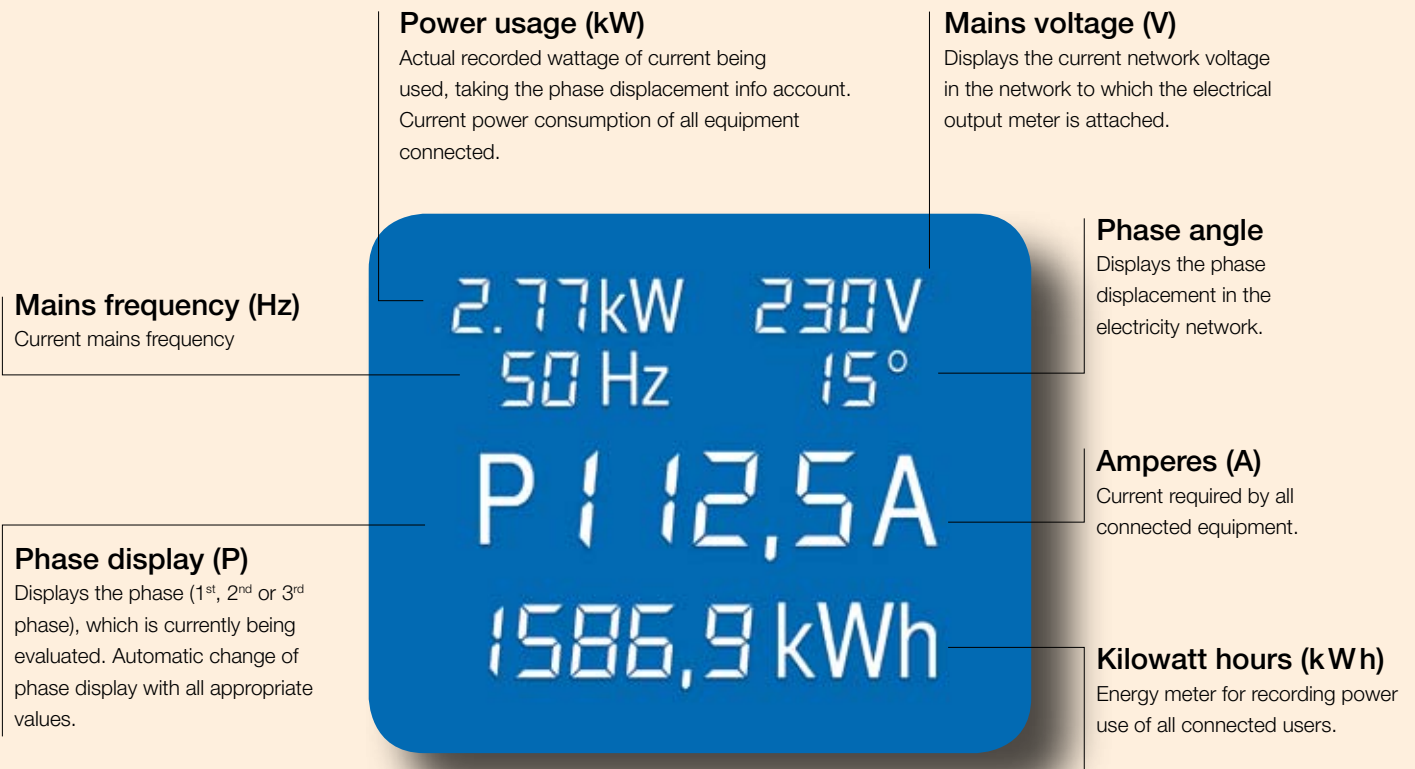 Power usage (kW)
Actual recorded wattage of current being
used, taking the phase displacement info account.
Current power consumption of all equipment
connected.
Mains voltage (V)
Displays the current network voltage
in the network to which the electrical
output meter is attached.
Phase angle
Displays the phase
displacement in the
electricity network.
Mains frequency (Hz)
Current mains frequency
2.77kW 230V
50 Hz 15°
P1 12,5A
1586,9 kWh
Amperes (A)
Current required by all
connected equipment.
Phase display (P)
Displays the phase (1st, 2nd or 3rd
phase), which is currently being
evaluated. Automatic change of
phase display with all appropriate
values.
Kilowatt hours (kWh)
Energy meter for recording power
use of all connected users.